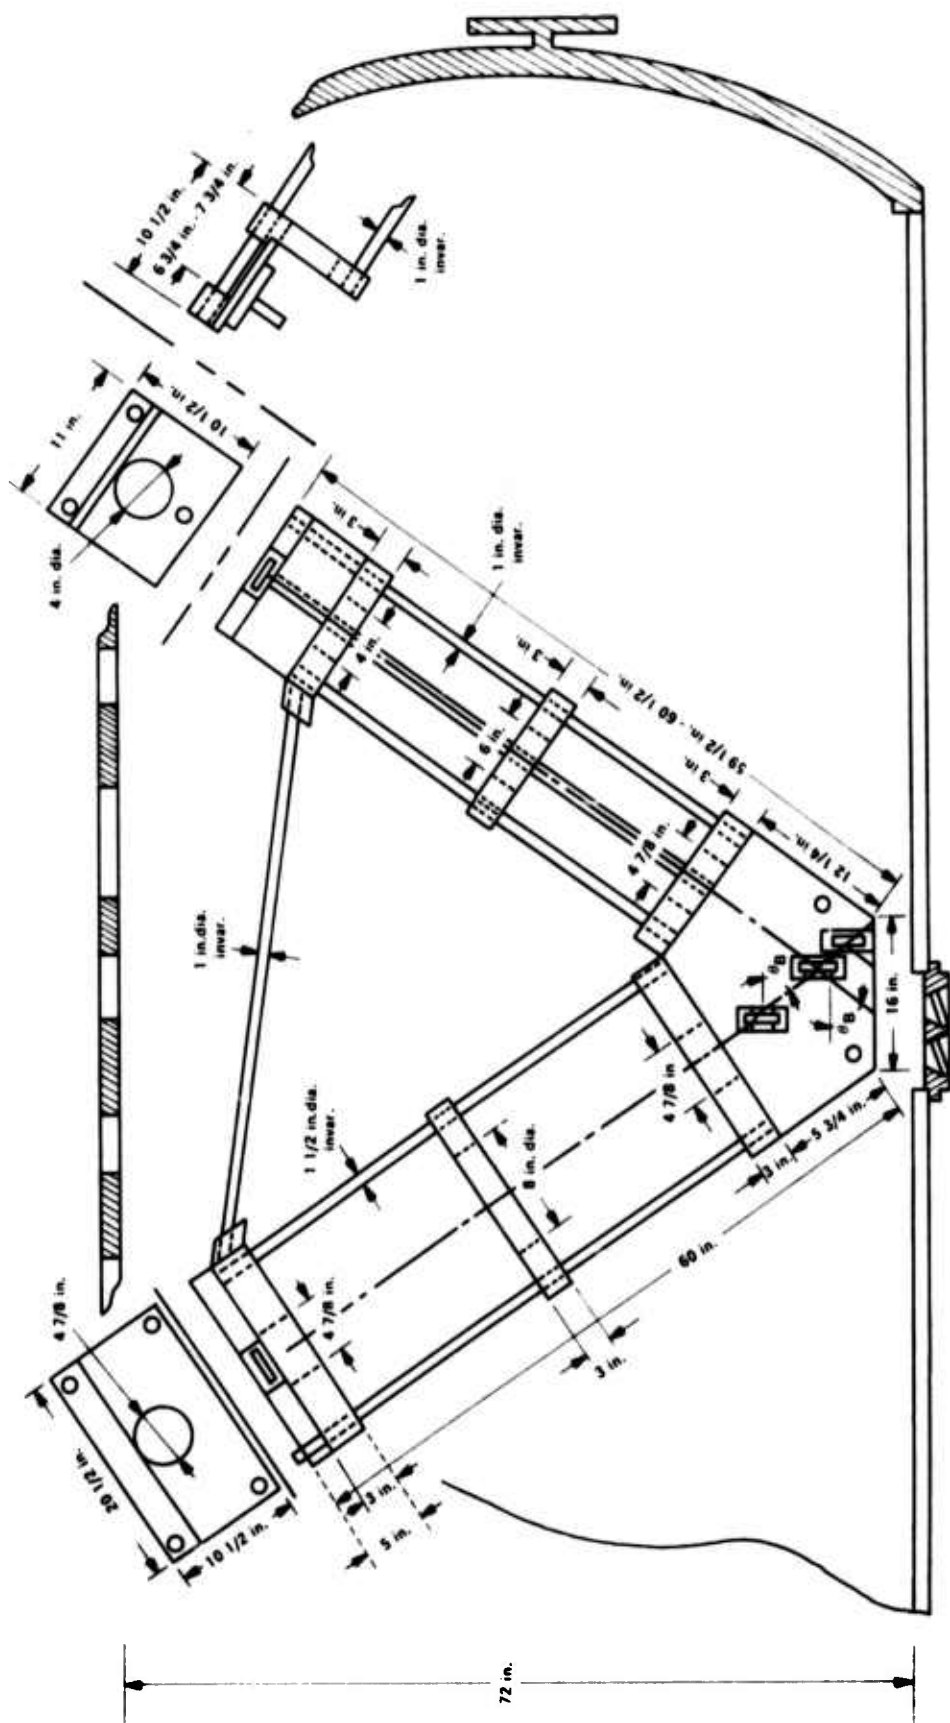 10 1/2 in.
6 3/4 in. - 7 3/4 in.
1 in. dia.
invar.
11 in.
10 1/2 in.
4 in. dia.
3 in.
1 in. dia.
invar.
4 in.
3 in.
6 in.
59 1/2 in. - 60 1/2 in.
3 in.
4 7/8 in.
12 1/4 in.
1 in.dia.
invar.
θB
θB
16 in.
4 7/8 in
5 3/4 in.
3 in.
1 1/2 in.dia.
invar.
8 in. dia.
60 in.
3 in.
4 7/8 in.
4 7/8 in.
20 1/2 in.
10 1/2 in.
3 in.
5 in.
72 in.